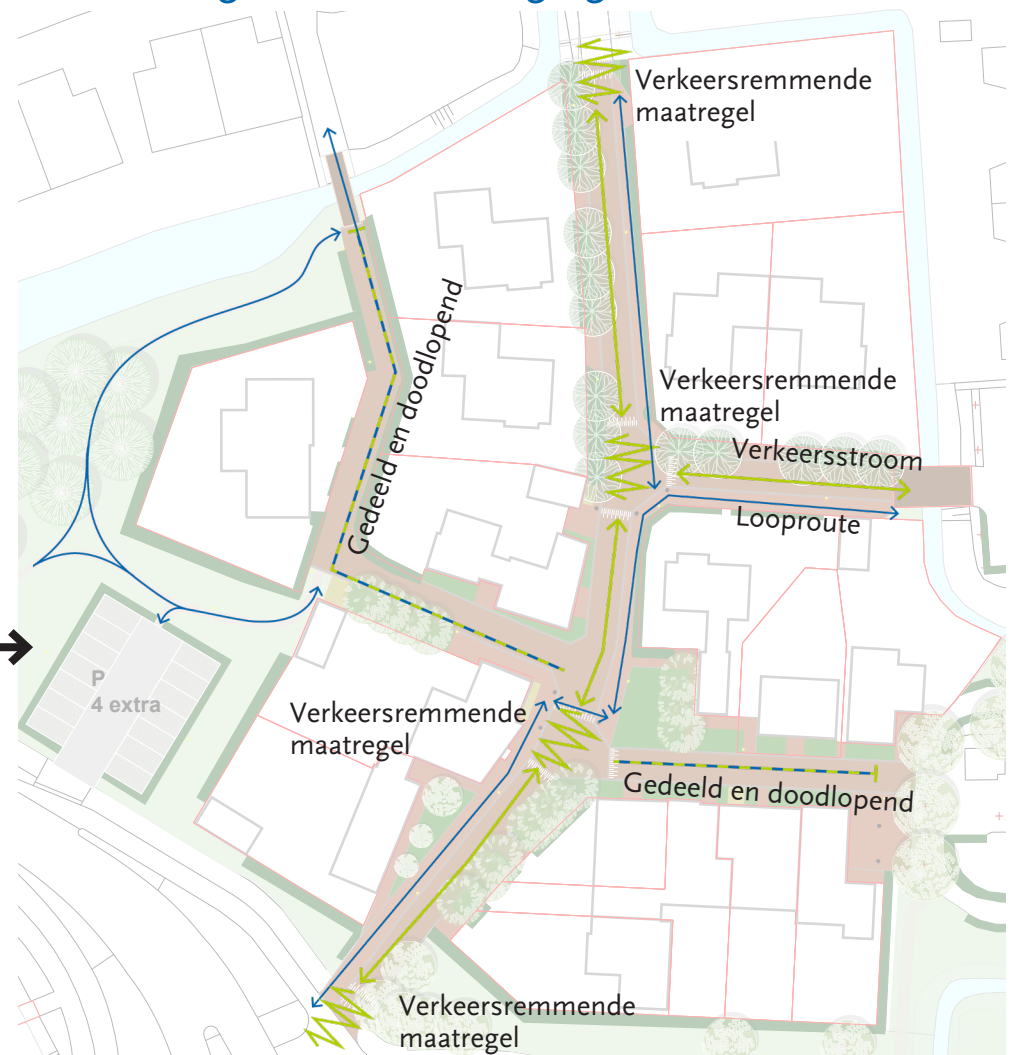 Verkeersremmende
maatregel
Gedeeld en doodlopend
Verkeersremmende
maatregel
Verkeersstroom
Looproute
P
4 extra
Verkeersremmende
maatregel
Gedeeld en doodlopend
Verkeersremmende
maatregel